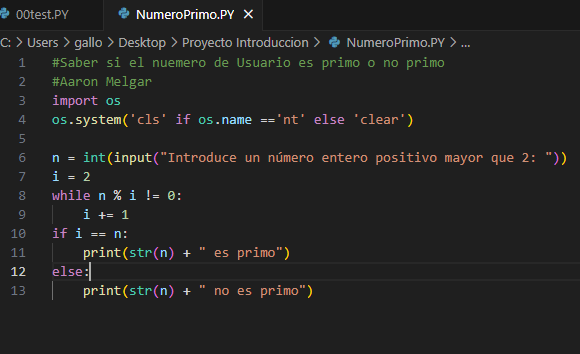 00test.PY NumeroPrimo.PY ×
C: > Users > gallo > Desktop > Proyecto Introduccion > NumeroPrimo.PY > ...
1 #Saber si el nuemero de Usuario es primo o no primo
2 #Aaron Melgar
3 import os
4 os.system('cls' if os.name =='nt' else 'clear')
5
6 n = int(input("Introduce un número entero positivo mayor que 2: "))
7 i = 2
8 while n % i != 0:
9     i += 1
10 if i == n:
11     print(str(n) + " es primo")
12 else:
13     print(str(n) + " no es primo")